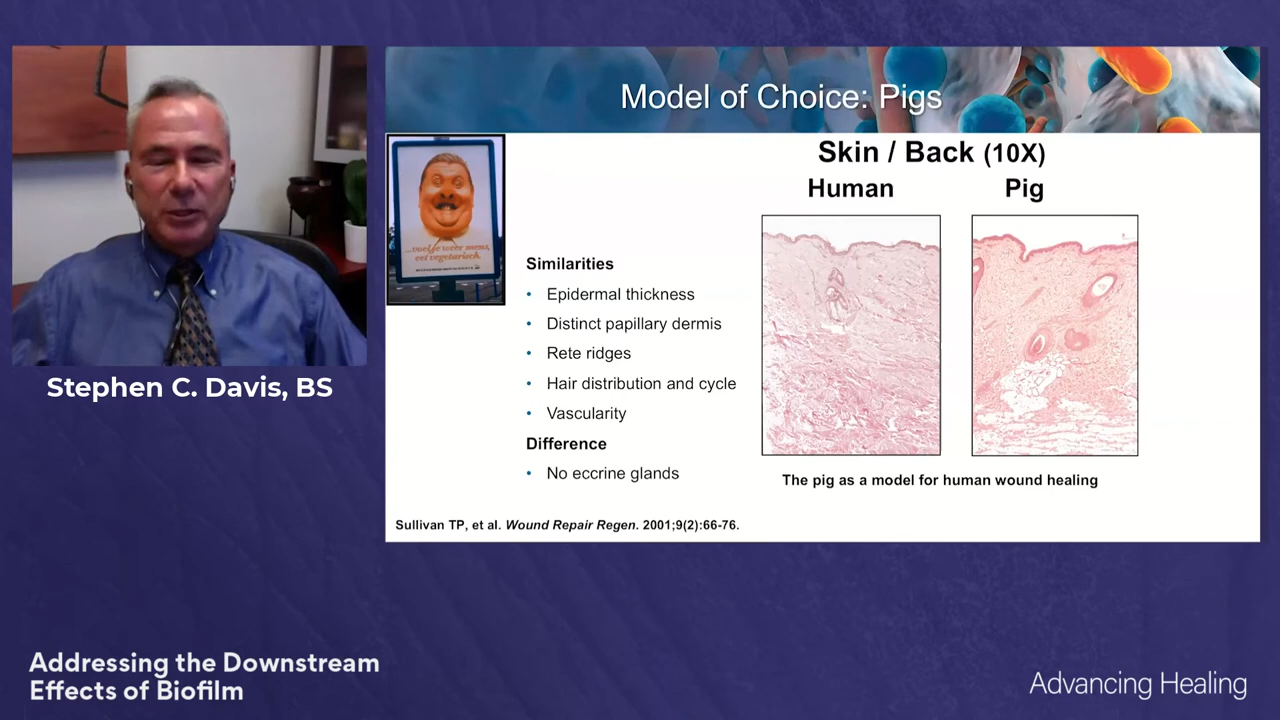 Model of Choice: Pigs
Skin / Back (10X)
Human
Pig
Similarities
• Epidermal thickness
• Distinct papillary dermis
• Rete ridges
• Hair distribution and cycle
• Vascularity
Difference
• No eccrine glands
The pig as a model for human wound healing
Sullivan TP, et al. Wound Repair Regen. 2001;9(2):66-76.
weer mens,
eet vegetarisch.
Stephen C. Davis, BS
Addressing the Downstream
Effects of Biofilm
Advancing Healing